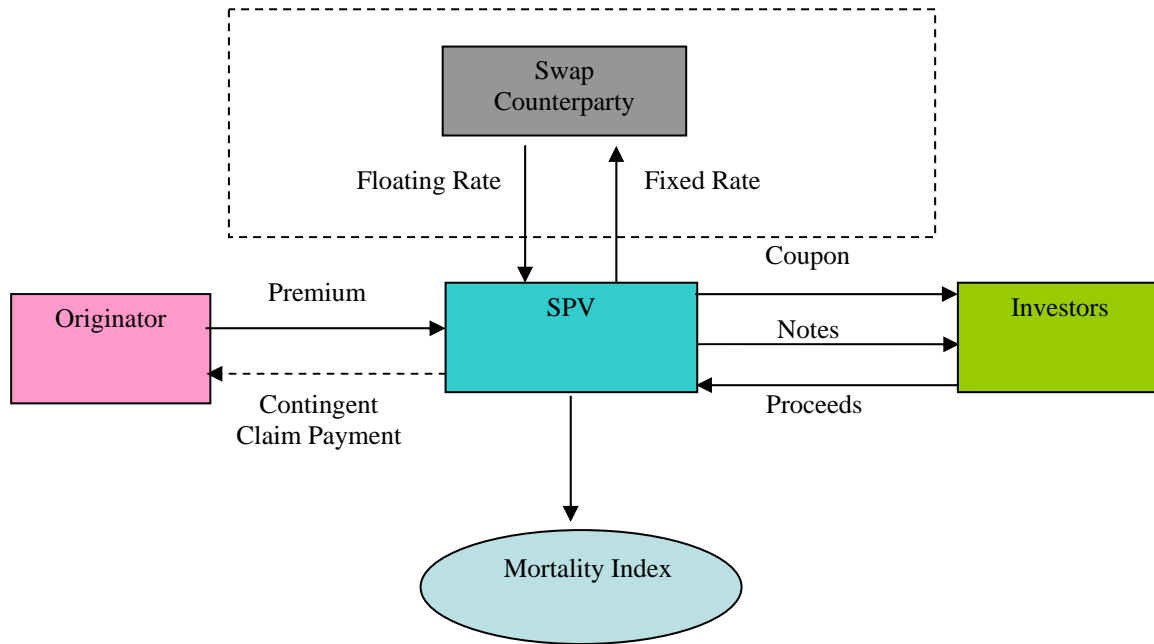 Swap
Counterparty
Floating Rate
Fixed Rate
Coupon
Premium
Originator
SPV
Investors
Notes
Contingent
Claim Payment
Proceeds
Mortality Index